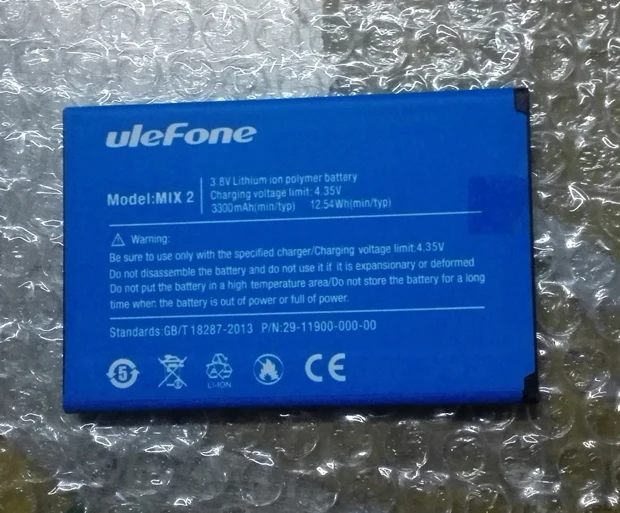 uleFone
Model:MIX 2
3.8V Lithium ion polymer battery
Charging voltage limit: 4.35V
3300mAh(min/typ) 12.54Wh(min/typ)
Warning:
Be sure to use only with the specified charger/Charging voltage limit:4.35V
Do not disassemble the battery and do not use it if it is expansionary or deformed
Do not put the battery in a high temperature area/Do not store the battery for a long
time when the battery is out of power or full of power.
Standards:GB/T 18287-2013 P/N:29-11900-000-00
5
LI-ION
CE